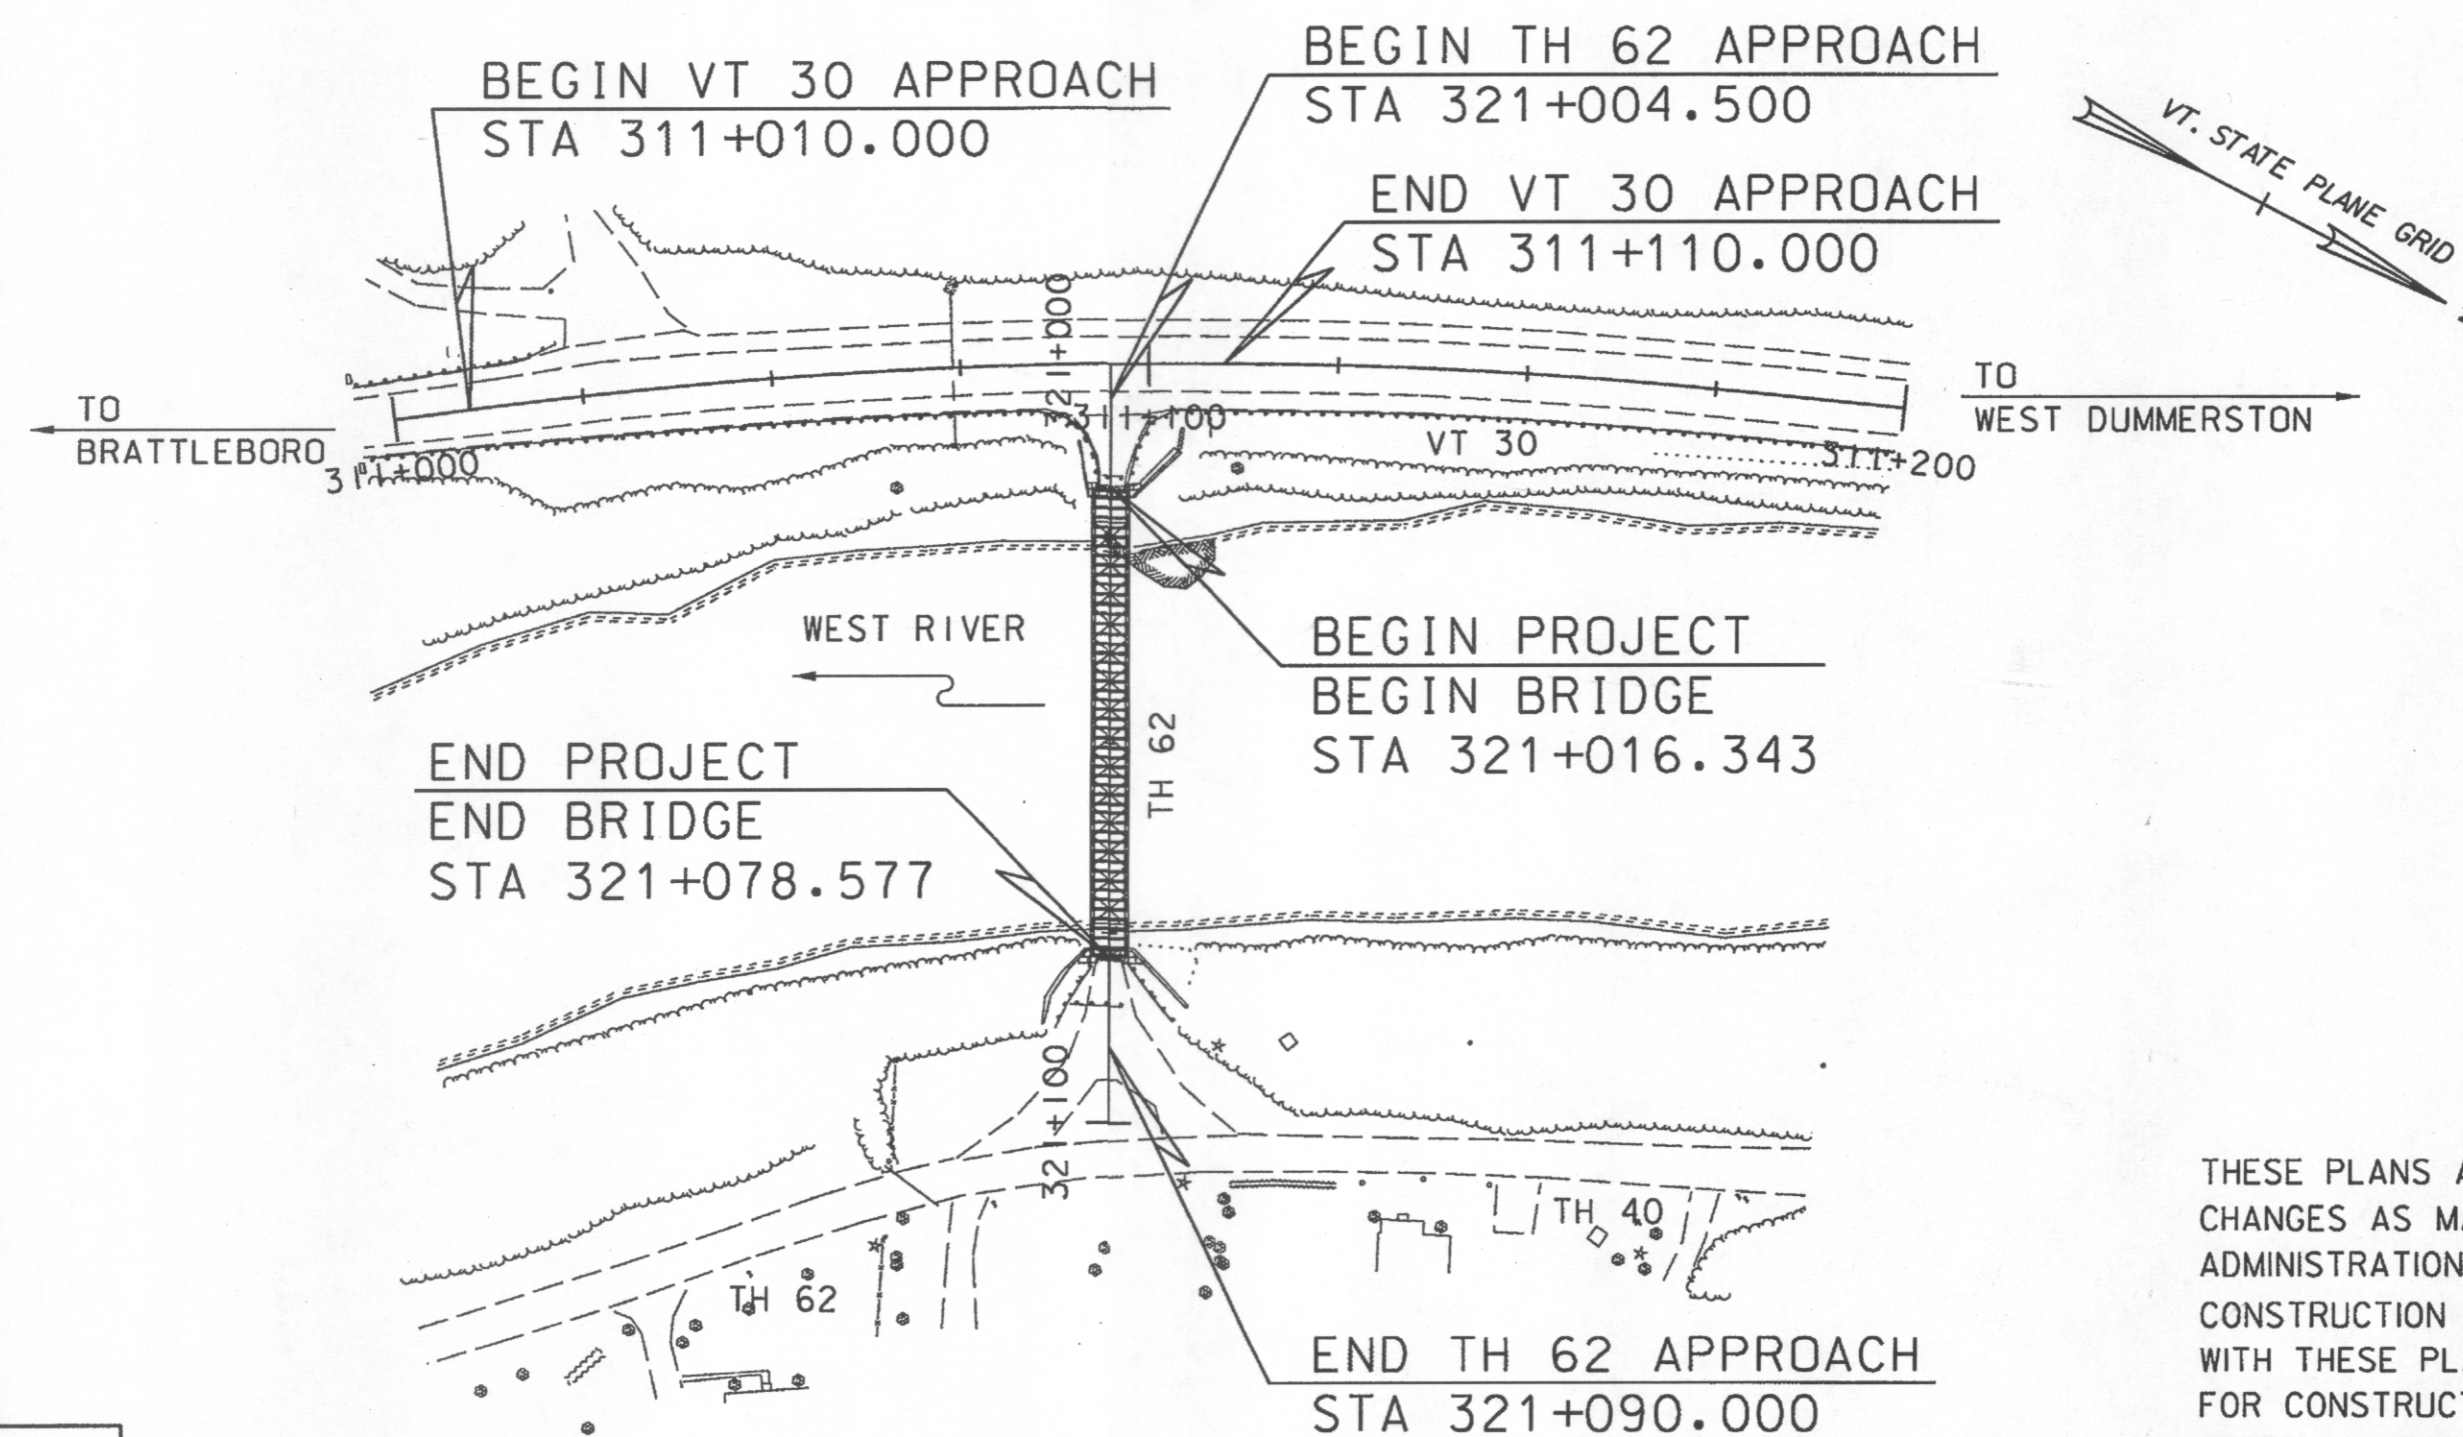 BEGIN VT 30 APPROACH
STA 311+010.000
BEGIN TH 62 APPROACH
STA 321+004.500
END VT 30 APPROACH
STA 311+110.000
VT. STATE PLANE GRID
TO
BRATTLEBORO
TO
WEST DUMMERSTON
321+000
311+100
VT 30
311+000
311+200
WEST RIVER
BEGIN PROJECT
BEGIN BRIDGE
STA 321+016.343
TH 62
END PROJECT
END BRIDGE
STA 321+078.577
321+100
TH 40
TH 62
END TH 62 APPROACH
STA 321+090.000
THESE PLANS
CHANGES AS
ADMINISTRATION
CONSTRUCTION
WITH THESE
FOR